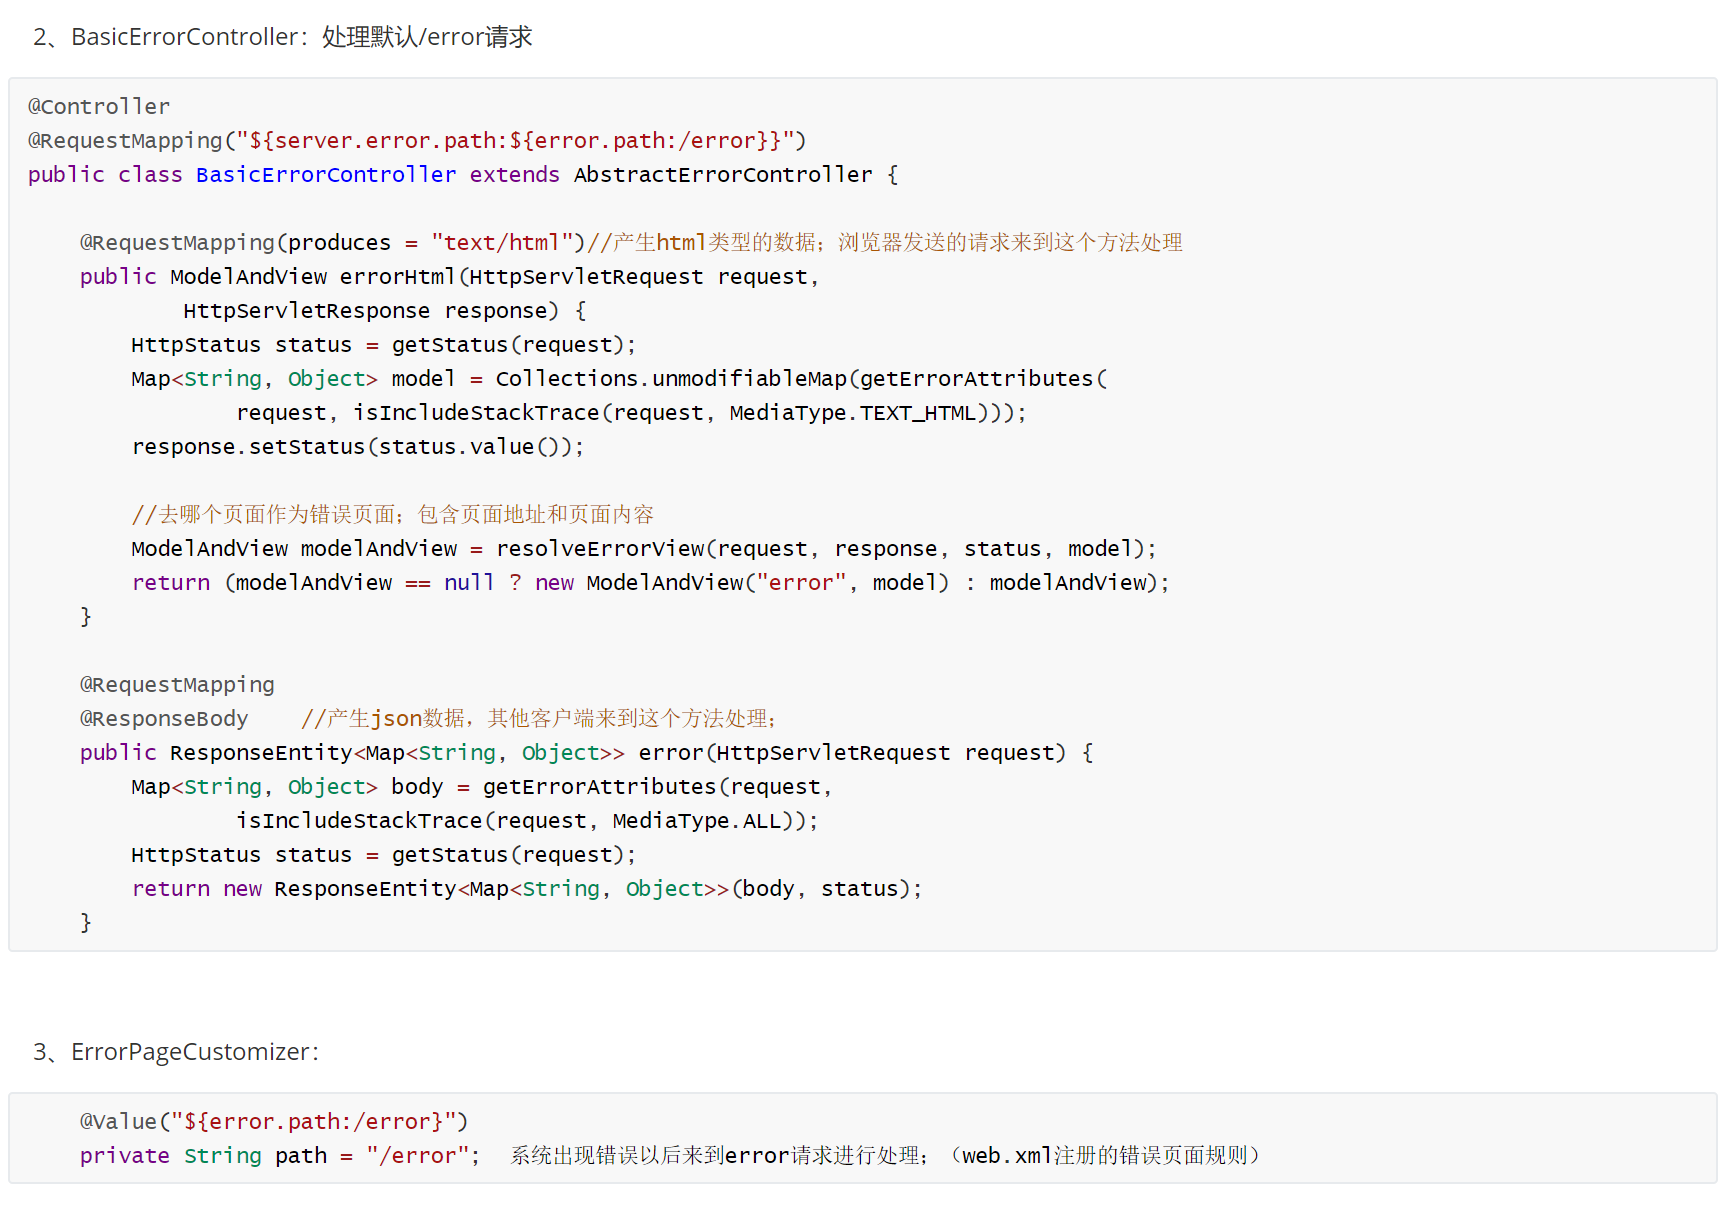 2、BasicErrorController：处理默认/error请求
@Controller
@RequestMapping("${server.error.path:${error.path:/error}}")
public class BasicErrorController extends AbstractErrorController {
@RequestMapping(produces = "text/html")//产生html类型的数据；浏览器发送的请求来到这个方法处理
public ModelAndView errorHtml(HttpServletRequest request,
HttpServletResponse response) {
HttpStatus status = getStatus(request);
Map<String, Object> model = Collections.unmodifiableMap(getErrorAttributes(
request, isIncludeStackTrace(request, MediaType.TEXT_HTML)));
response.setStatus(status.value());
//去哪个页面作为错误页面；包含页面地址和页面内容
ModelAndView modelAndView = resolveErrorView(request, response, status, model);
return (modelAndView == null ? new ModelAndView("error", model) : modelAndView);
}
@RequestMapping
@ResponseBody    //产生json数据，其他客户端来到这个方法处理；
public ResponseEntity<Map<String, Object>> error(HttpServletRequest request) {
Map<String, Object> body = getErrorAttributes(request,
isIncludeStackTrace(request, MediaType.ALL));
HttpStatus status = getStatus(request);
return new ResponseEntity<Map<String, Object>>(body, status);
}
3、ErrorPageCustomizer：
@Value("${error.path:/error}")
private String path = "/error";  系统出现错误以后来到error请求进行处理；（web.xml注册的错误页面规则）